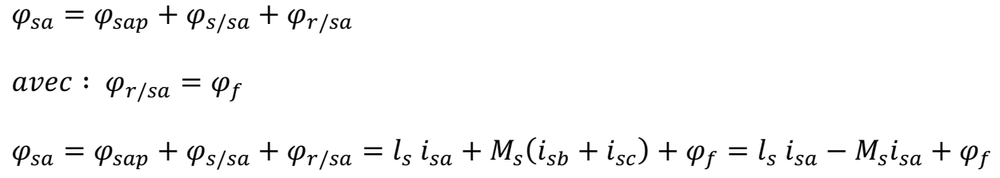 φ_sa = φ_sap + φ_s/sa + φ_r/sa
avec : φ_r/sa = φ_f
φ_sa = φ_sap + φ_s/sa + φ_r/sa = l_s i_sa + M_s(i_sb + i_sc) + φ_f = l_s i_sa − M_s i_sa + φ_f